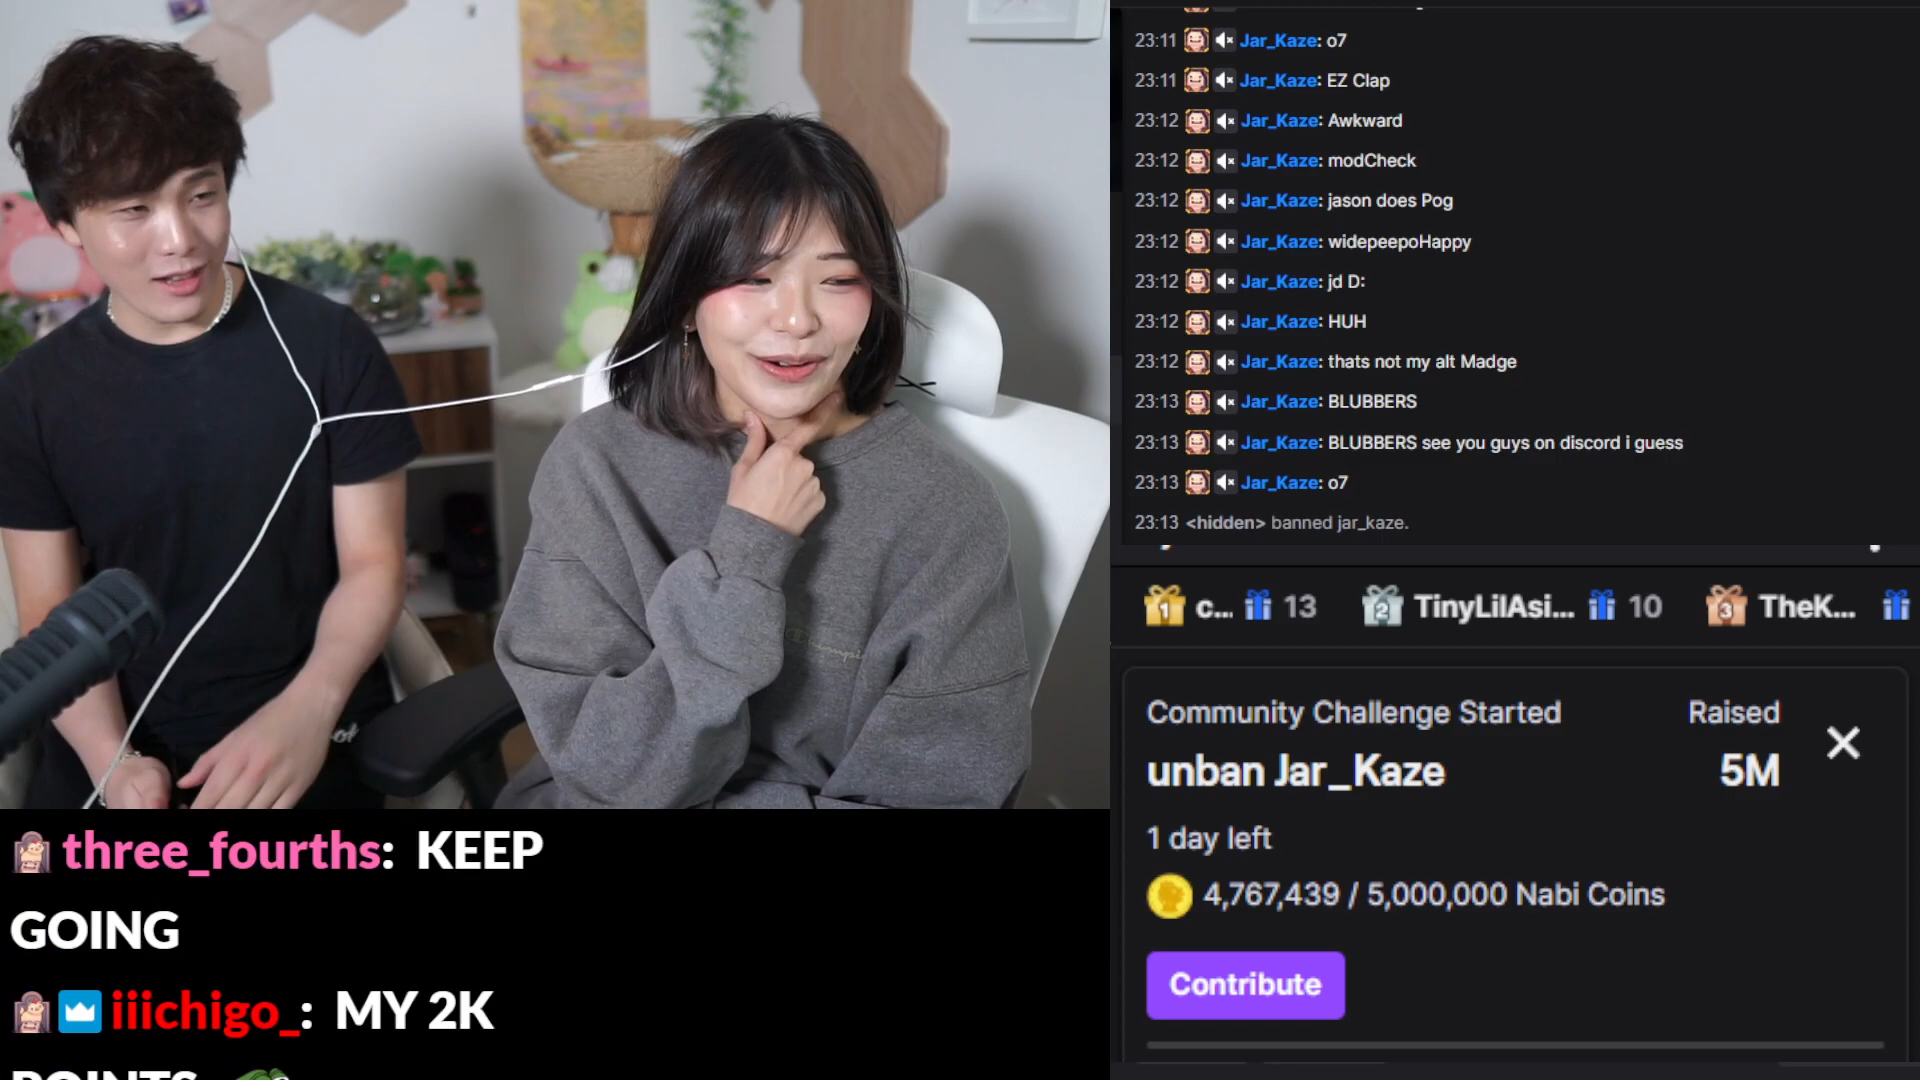 23:11 Jar_Kaze: o7
23:11 Jar_Kaze: EZ Clap
23:12 Jar_Kaze: Awkward
23:12 Jar_Kaze: modCheck
23:12 Jar_Kaze: jason does Pog
23:12 Jar_Kaze: widepeepoHappy
23:12 Jar_Kaze: jd D:
23:12 Jar_Kaze: HUH
23:12 Jar_Kaze: thats not my alt Madge
23:13 Jar_Kaze: BLUBBERS
23:13 Jar_Kaze: BLUBBERS see you guys on discord i guess
23:13 Jar_Kaze: o7
23:13 <hidden> banned jar_kaze.
1 c... 13 2 TinyLilAsi... 10 3 TheK...
Community Challenge Started Raised
unban Jar_Kaze 5M
1 day left
4,767,439 / 5,000,000 Nabi Coins
Contribute
three_fourths: KEEP
GOING
iiichigo_: MY 2K
POINTS